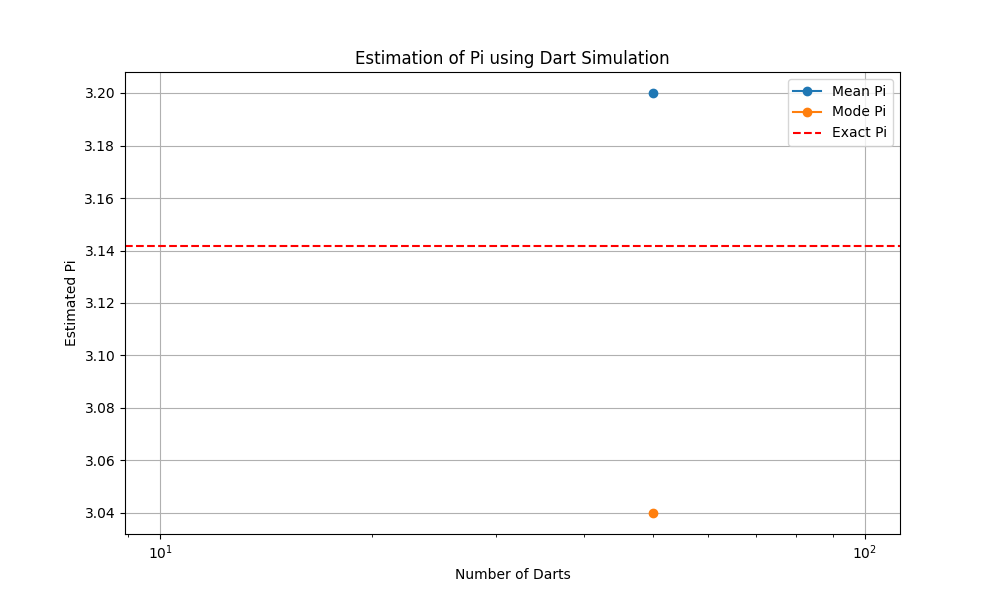 Estimation of Pi using Dart Simulation
Mean Pi
Mode Pi
Exact Pi
Estimated Pi
3.20
3.18
3.16
3.14
3.12
3.10
3.08
3.06
3.04
10¹
10²
Number of Darts